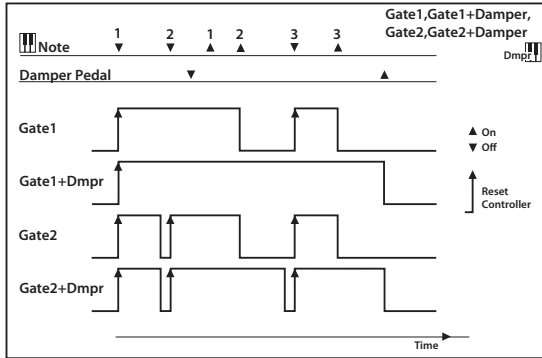 Gate1,Gate1+Damper,
Gate2,Gate2+Damper
1 2 1 2 3 3
Note
Dmpr
Damper Pedal
Gate1
On
Off
Gate1+Dmpr
Reset
Controller
Gate2
Gate2+Dmpr
Time